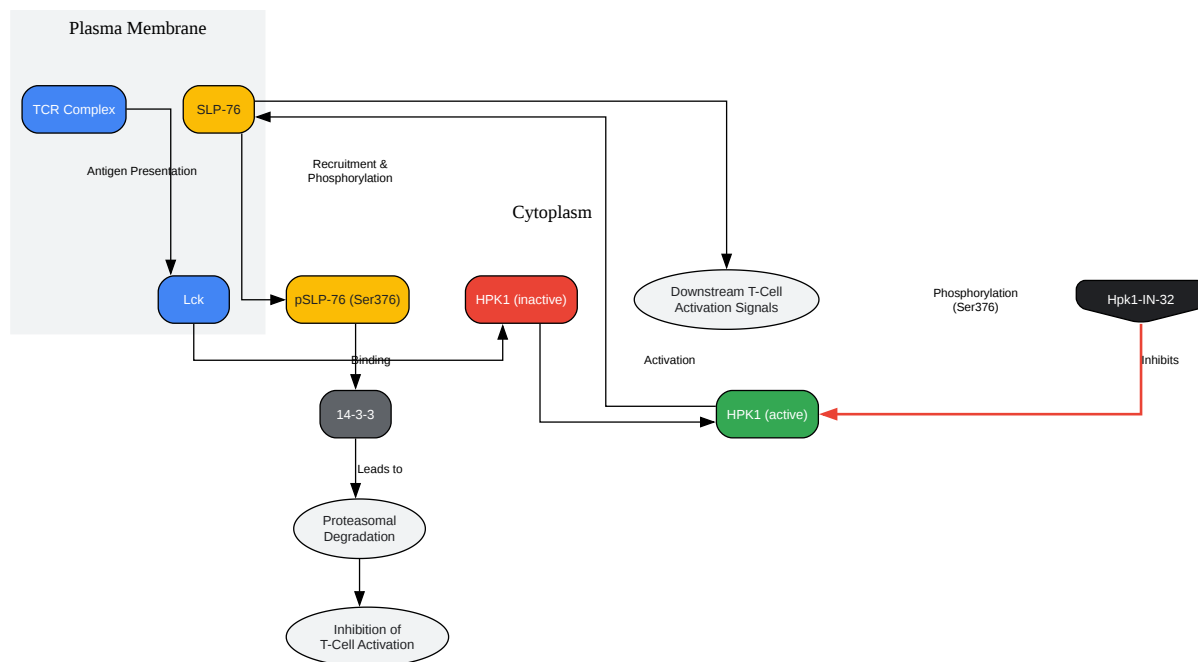 Plasma Membrane
TCR Complex
SLP-76
Antigen Presentation
Recruitment &
Phosphorylation
Cytoplasm
Lck
pSLP-76 (Ser376)
HPK1 (inactive)
Downstream T-Cell
Activation Signals
Phosphorylation
(Ser376)
Hpk1-IN-32
Binding
Activation
Inhibits
14-3-3
HPK1 (active)
Leads to
Proteasomal
Degradation
Inhibition of
T-Cell Activation